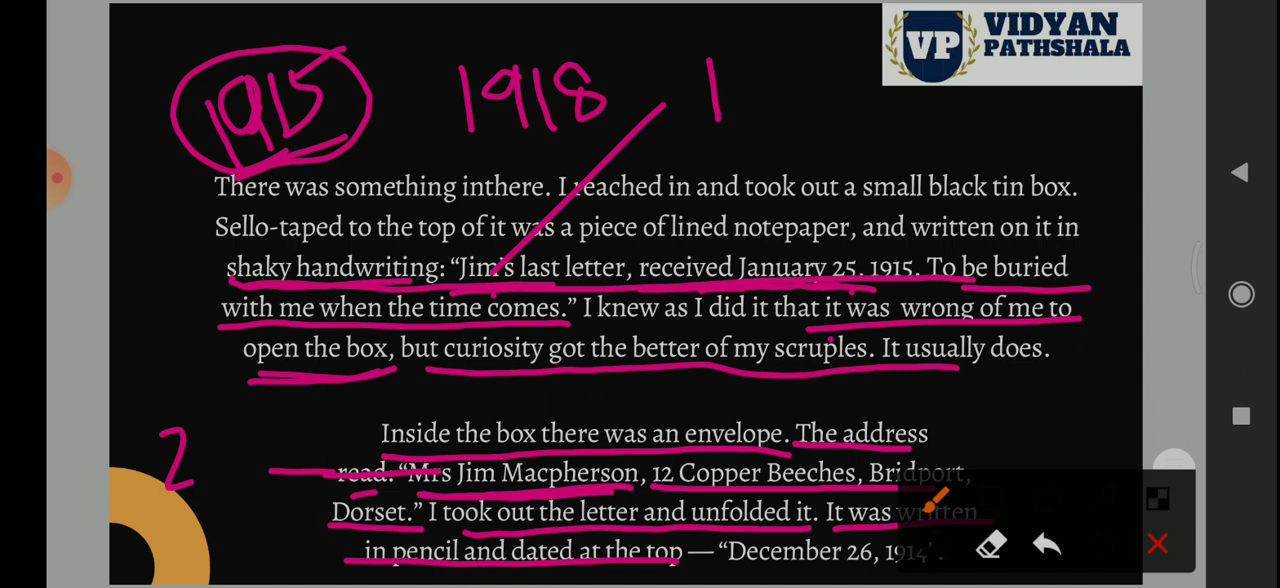 VIDYAN
VP PATHSHALA
1915 1918 1
There was something inthere. I reached in and took out a small black tin box.
Sello-taped to the top of it was a piece of lined notepaper, and written on it in
shaky handwriting: “Jim's last letter, received January 25, 1915. To be buried
with me when the time comes.” I knew as I did it that it was wrong of me to
open the box, but curiosity got the better of my scruples. It usually does.
2
Inside the box there was an envelope. The address
read: “Mrs Jim Macpherson, 12 Copper Beeches, Bridport,
Dorset.” I took out the letter and unfolded it. It was written
in pencil and dated at the top — “December 26, 1914”.